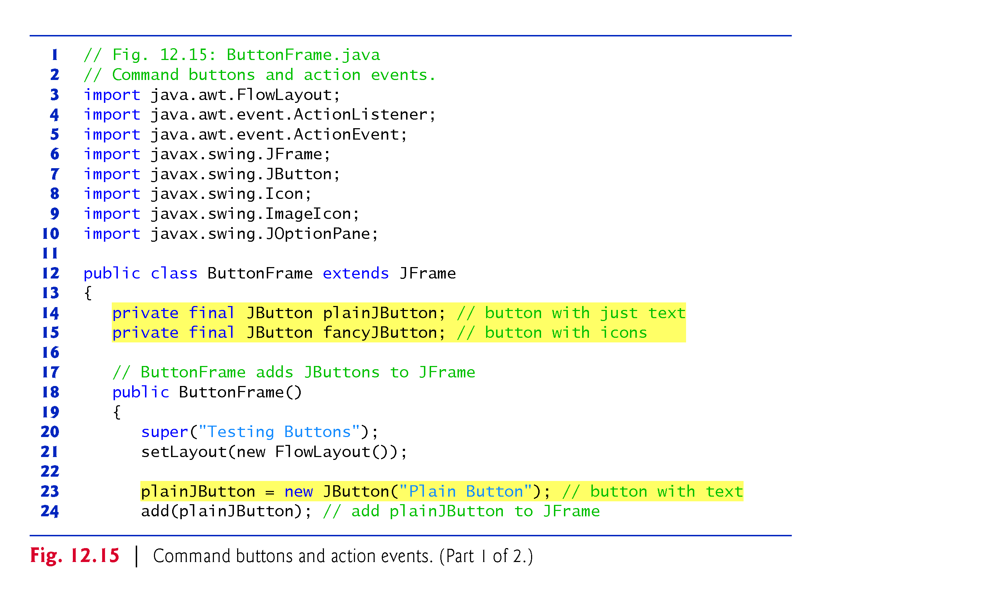 1 // Fig. 12.15: ButtonFrame.java
2 // Command buttons and action events.
3 import java.awt.FlowLayout;
4 import java.awt.event.ActionListener;
5 import java.awt.event.ActionEvent;
6 import javax.swing.JFrame;
7 import javax.swing.JButton;
8 import javax.swing.Icon;
9 import javax.swing.ImageIcon;
10 import javax.swing.JOptionPane;
11
12 public class ButtonFrame extends JFrame
13 {
14    private final JButton plainJButton; // button with just text
15    private final JButton fancyJButton; // button with icons
16
17    // ButtonFrame adds JButtons to JFrame
18    public ButtonFrame()
19    {
20       super("Testing Buttons");
21       setLayout(new FlowLayout());
22
23       plainJButton = new JButton("Plain Button"); // button with text
24       add(plainJButton); // add plainJButton to JFrame
Fig. 12.15 | Command buttons and action events. (Part 1 of 2.)